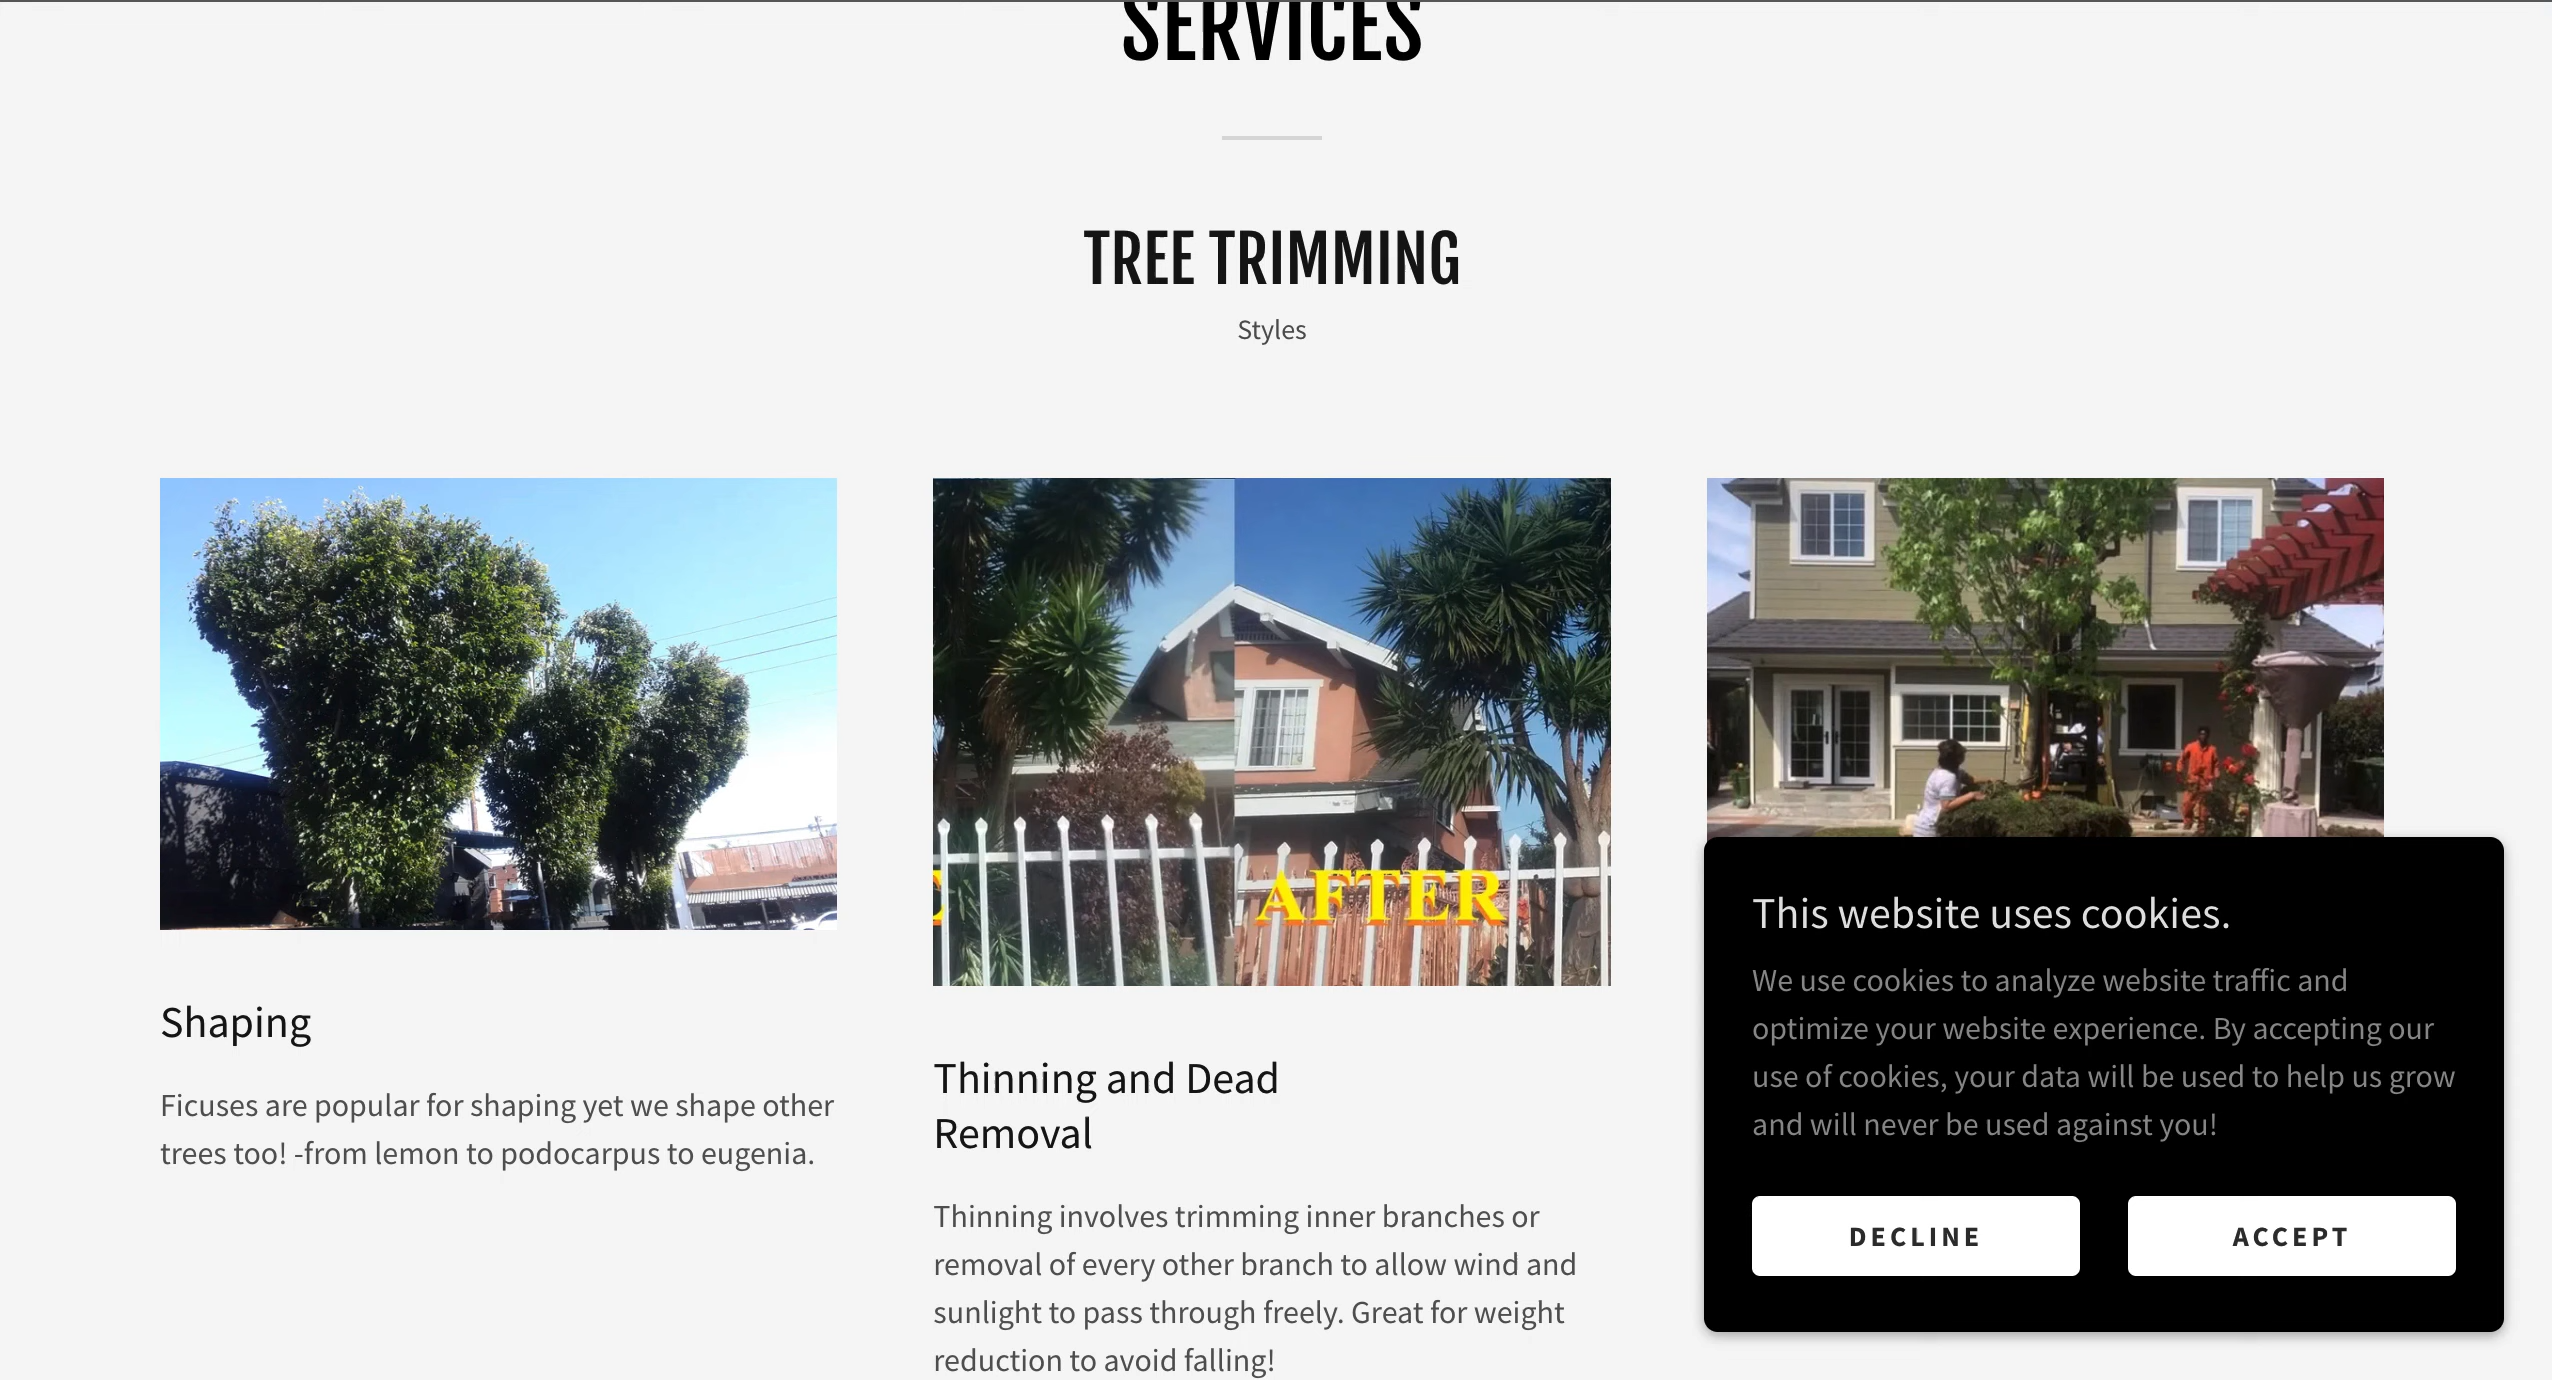 SERVICES
TREE TRIMMING
Styles
AFTER
Shaping
Ficuses are popular for shaping yet we shape other
trees too! -from lemon to podocarpus to eugenia.
Thinning and Dead
Removal
Thinning involves trimming inner branches or
removal of every other branch to allow wind and
sunlight to pass through freely. Great for weight
reduction to avoid falling!
This website uses cookies.
We use cookies to analyze website traffic and
optimize your website experience. By accepting our
use of cookies, your data will be used to help us grow
and will never be used against you!
DECLINE
ACCEPT